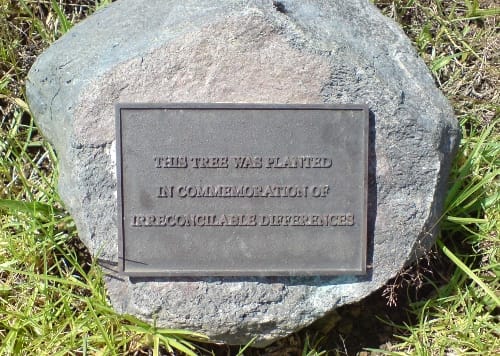 THIS TREE WAS PLANTED
IN COMMEMORATION OF
IRRECONCILABLE DIFFERENCES